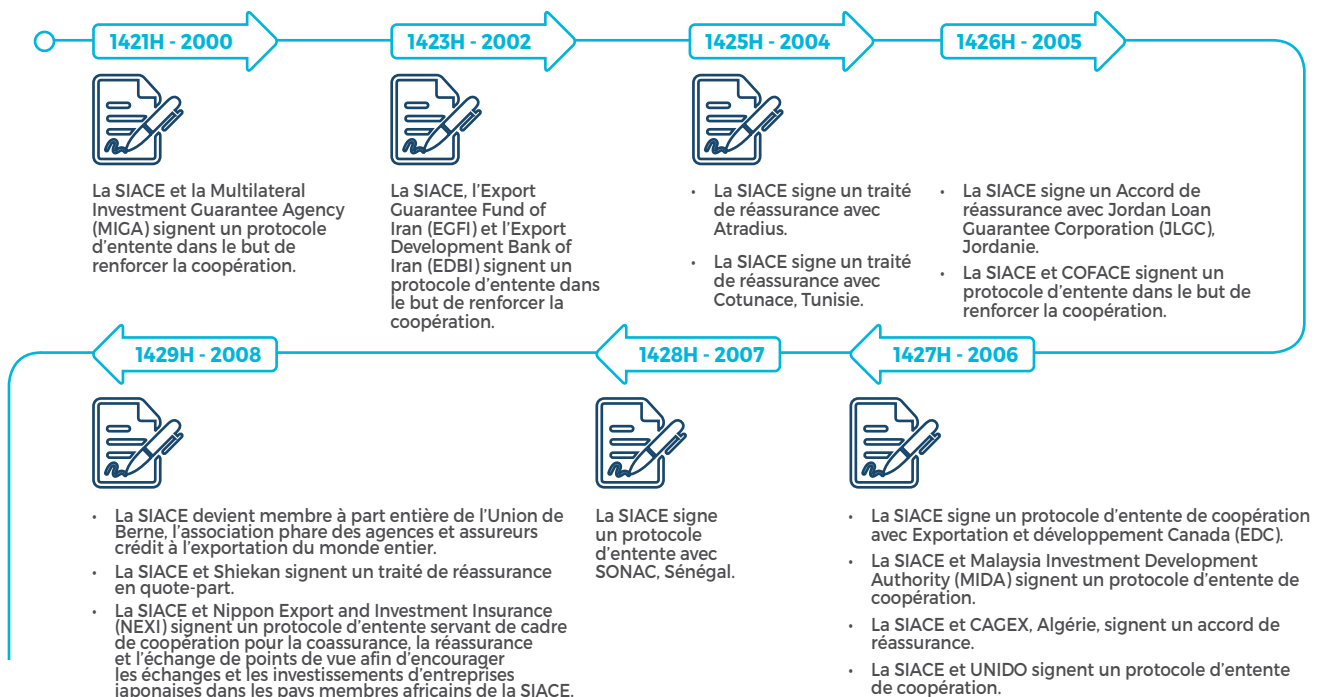 1421H - 2000
La SIACE et la Multilateral
Investment Guarantee Agency
(MIGA) signent un protocole
d'entente dans le but de
renforcer la coopération.
1423H - 2002
La SIACE, l'Export
Guarantee Fund of
Iran (EGFI) et l'Export
Development Bank of
Iran (EDBI) signent un
protocole d'entente dans
le but de renforcer la
coopération.
1425H - 2004
• La SIACE signe un traité
de réassurance avec
Atradius.
• La SIACE signe un traité
de réassurance avec
Cotunace, Tunisie.
1426H - 2005
• La SIACE signe un Accord de
réassurance avec Jordan Loan
Guarantee Corporation (JLGC),
Jordanie.
• La SIACE et COFACE signent un
protocole d'entente dans le but de
renforcer la coopération.
1427H - 2006
• La SIACE signe un protocole d'entente de coopération
avec Exportation et développement Canada (EDC).
• La SIACE et Malaysia Investment Development
Authority (MIDA) signent un protocole d'entente de
coopération.
• La SIACE et CAGEX, Algérie, signent un accord de
réassurance.
• La SIACE et UNIDO signent un protocole d'entente
de coopération.
1428H - 2007
La SIACE signe
un protocole
d'entente avec
SONAC, Sénégal.
1429H - 2008
• La SIACE devient membre à part entière de l'Union de
Berne, l'association phare des agences et assureurs
crédit à l'exportation du monde entier.
• La SIACE et Shiekan signent un traité de réassurance
en quote-part.
• La SIACE et Nippon Export and Investment Insurance
(NEXI) signent un protocole d'entente servant de cadre
de coopération pour la coassurance, la réassurance
et l'échange de points de vue afin d'encourager
les échanges et les investissements d'entreprises
japonaises dans les pays membres africains de la SIACE.